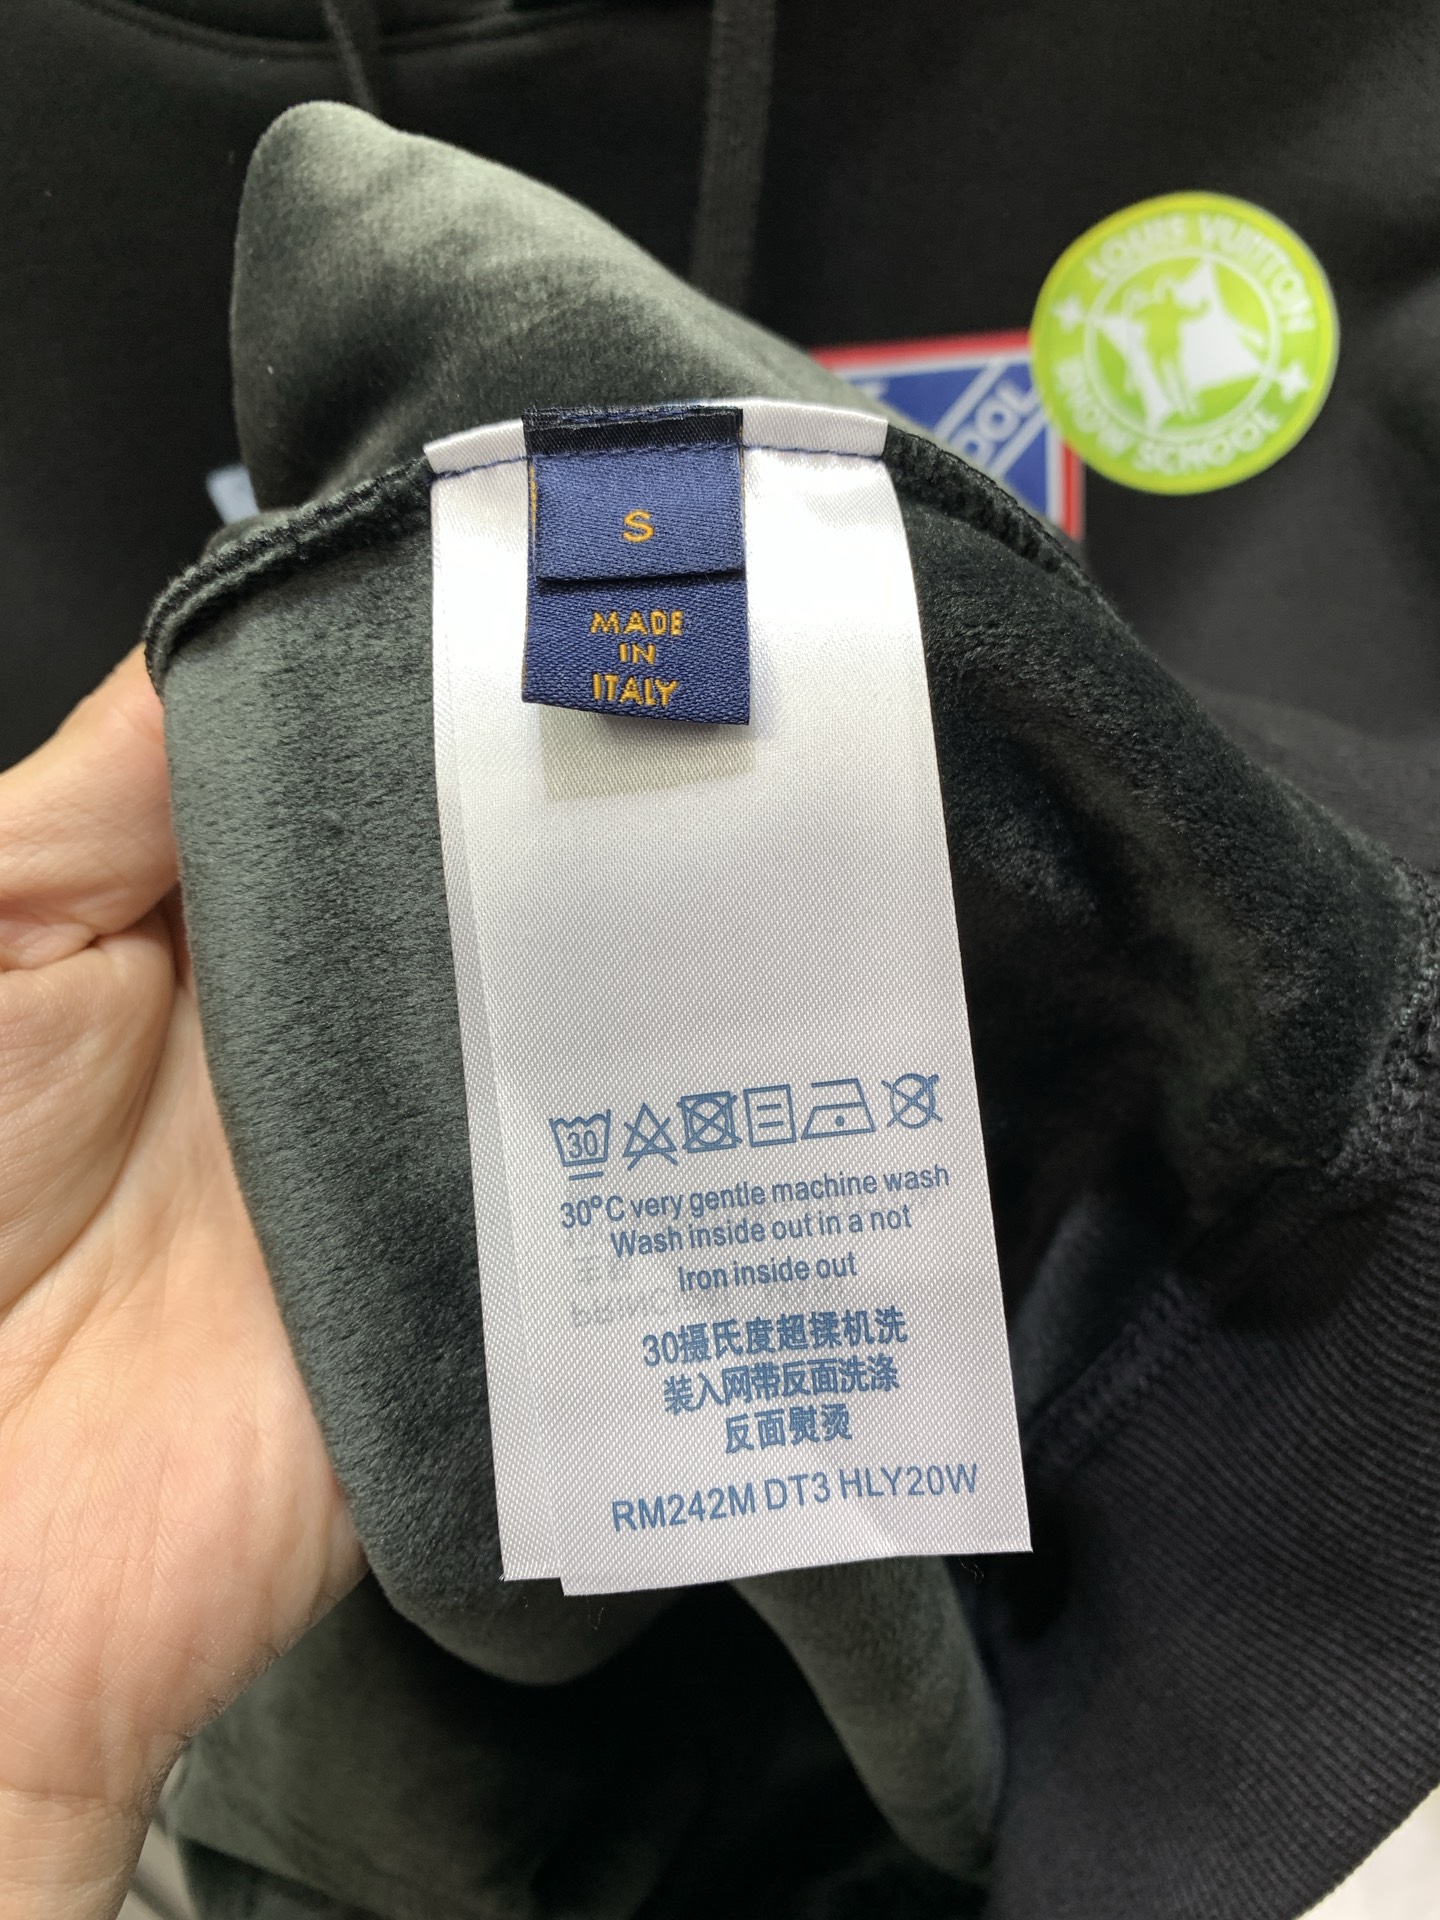 LOUIS VUITTON
SNOW SCHOOL
OOL
S
MADE
IN
ITALY
30
30°C very gentle machine wash
Wash inside out in a not
Iron inside out
30摄氏度超揉机洗
装入网带反面洗涤
反面熨烫
RM242M DT3 HLY20W